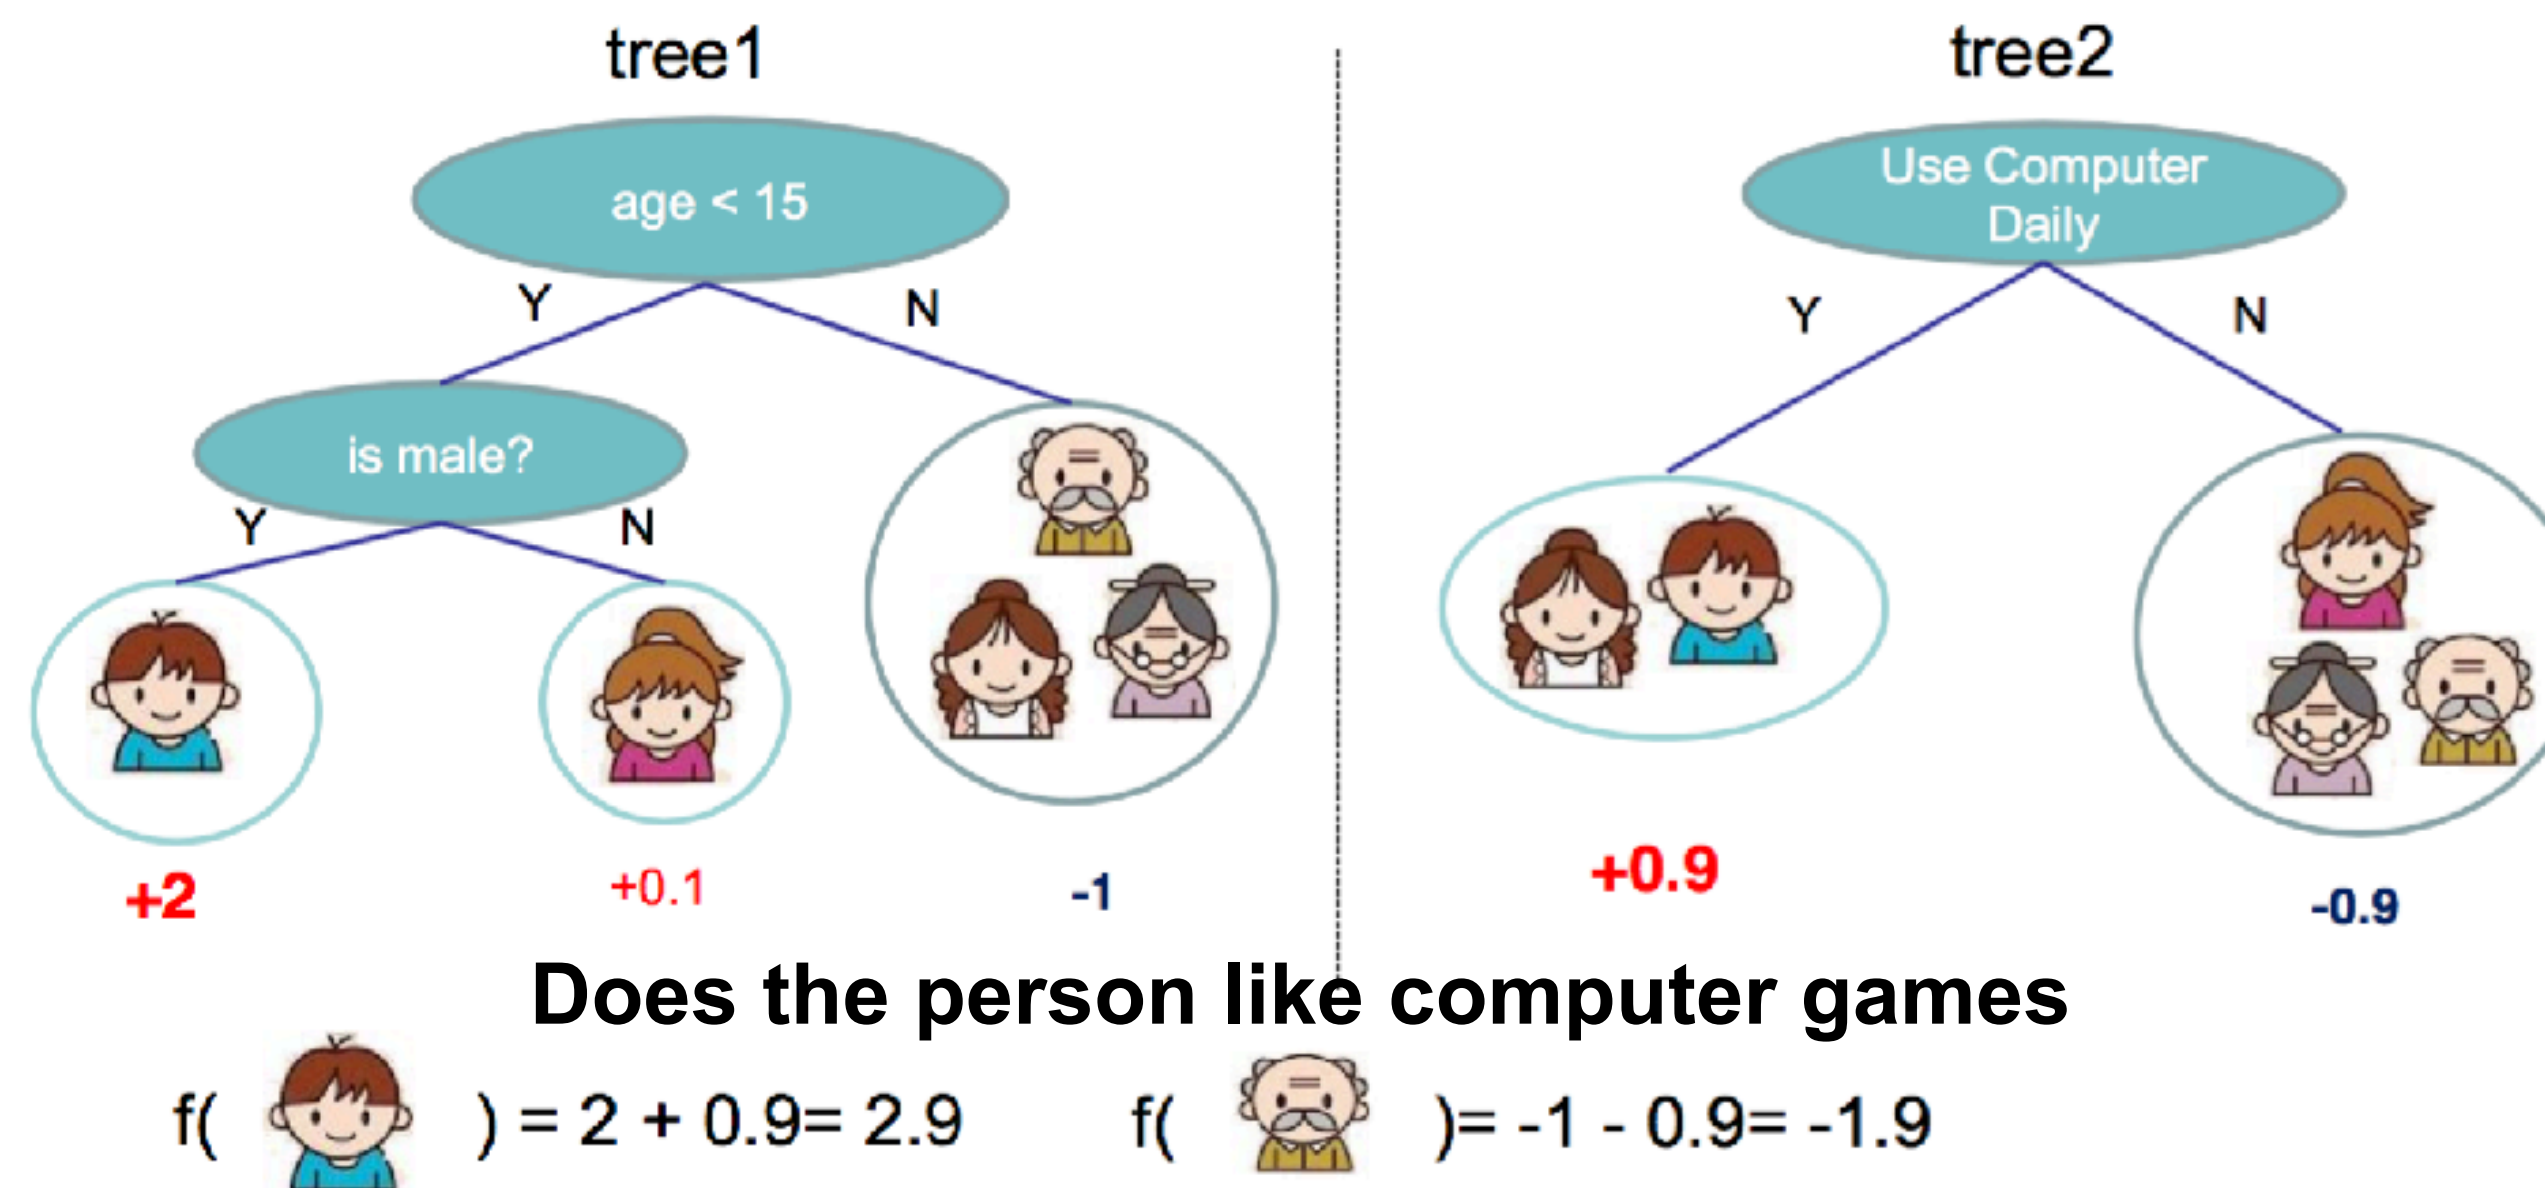 tree1
tree2
age < 15
Use Computer
Daily
Y
N
Y
N
is male?
Y
N
+2
+0.1
-1
+0.9
-0.9
Does the person like computer games
f( ) = 2 + 0.9= 2.9
f( )= -1 - 0.9= -1.9